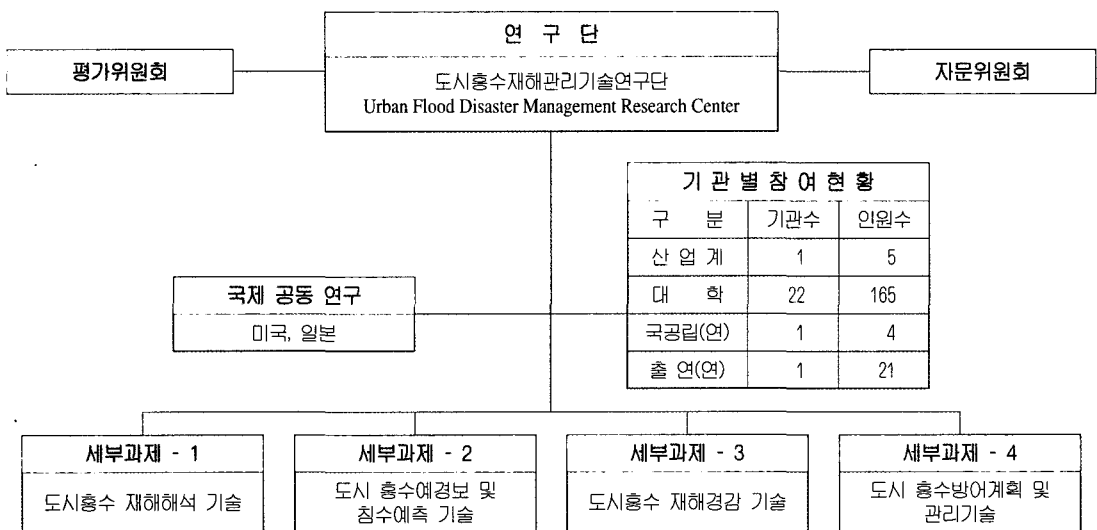 연 구 단
평가위원회
도시홍수재해관리기술연구단
Urban Flood Disaster Management Research Center
자문위원회
기 관 별 참 여 현 황
구 분 기관수 인원수
산 업 계 1 5
대 학 22 165
국공립(연) 1 4
출 연(연) 1 21
국제 공동 연구
미국, 일본
세부과제 - 1
도시홍수 재해해석 기술
세부과제 - 2
도시 홍수예경보 및
침수예측 기술
세부과제 - 3
도시홍수 재해경감 기술
세부과제 - 4
도시 홍수방어계획 및
관리기술